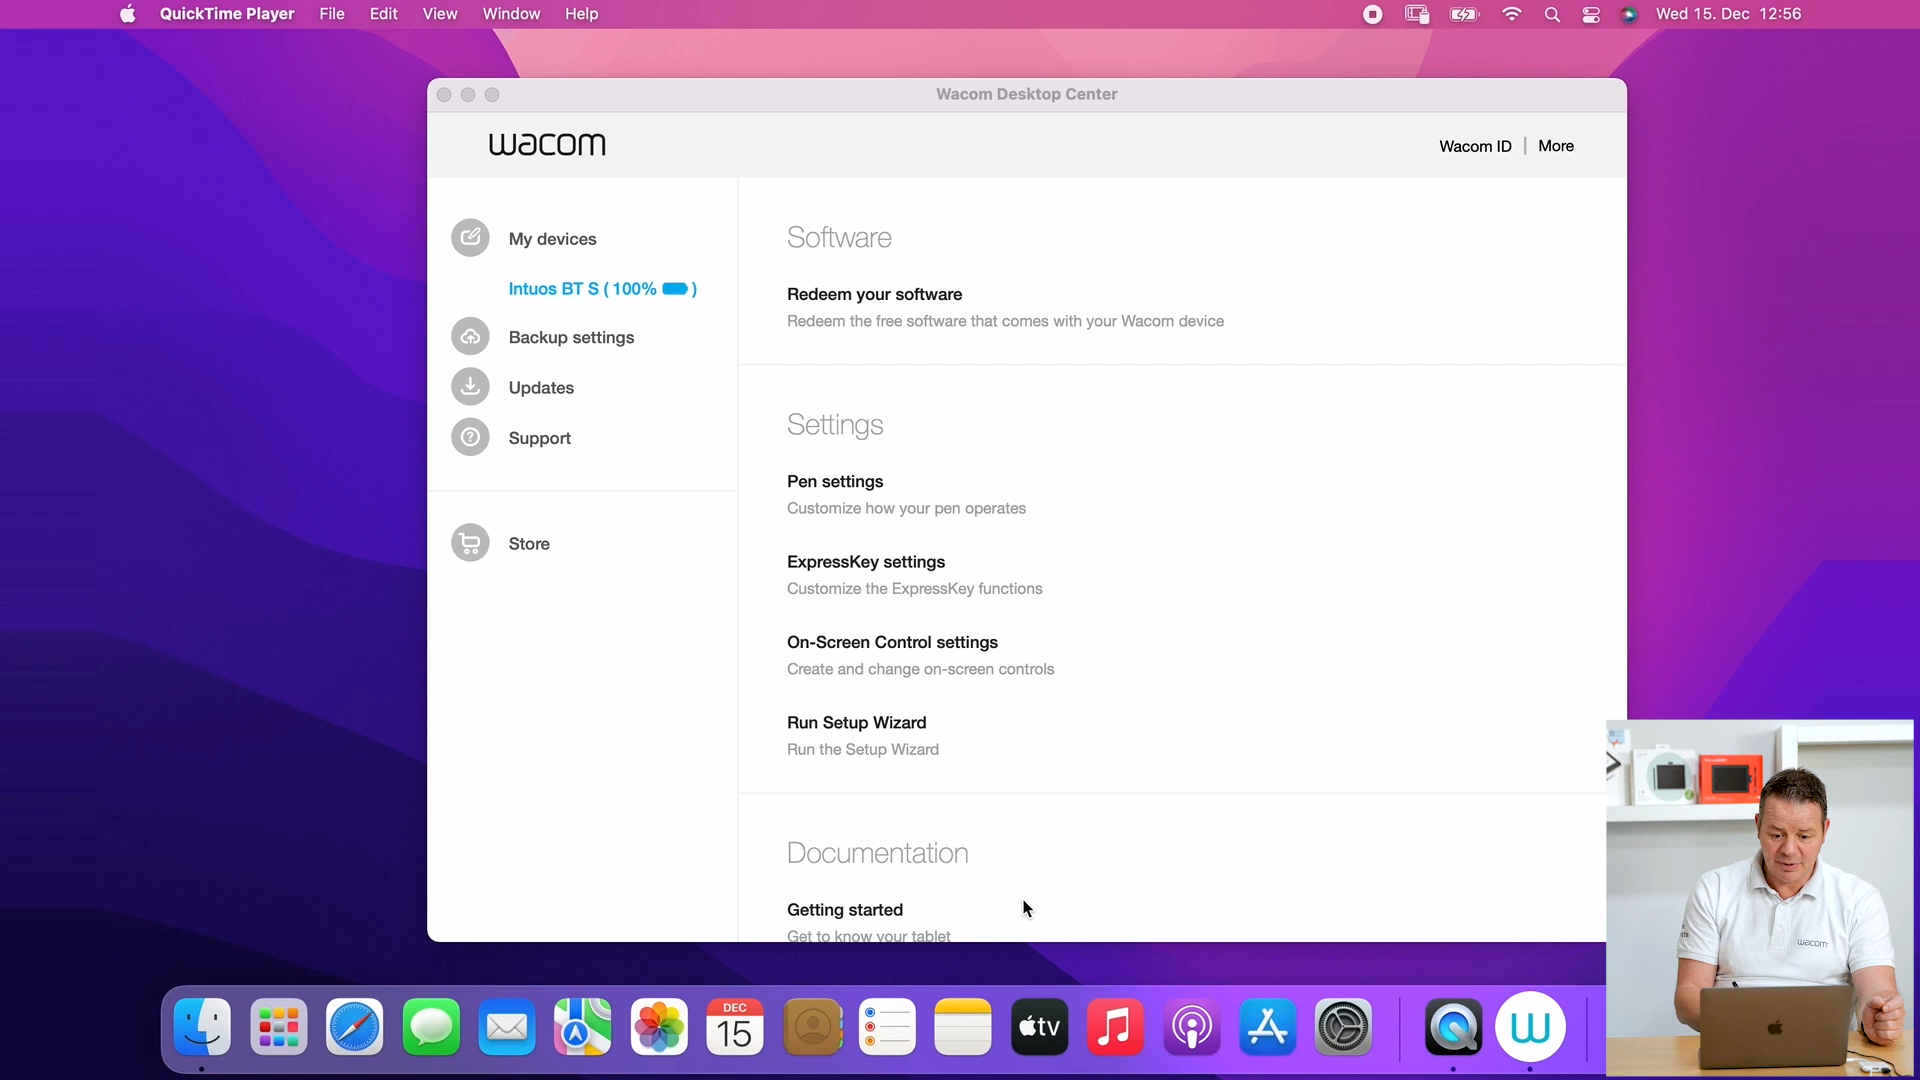 QuickTime Player File Edit View Window Help Wed 15. Dec 12:56
Wacom Desktop Center
wacom
Wacom ID | More
My devices
Intuos BT S ( 100% )
Backup settings
Updates
Support
Store
Software
Redeem your software
Redeem the free software that comes with your Wacom device
Settings
Pen settings
Customize how your pen operates
ExpressKey settings
Customize the ExpressKey functions
On-Screen Control settings
Create and change on-screen controls
Run Setup Wizard
Run the Setup Wizard
Documentation
Getting started
Get to know your tablet
DEC
15
tv
W
wacom